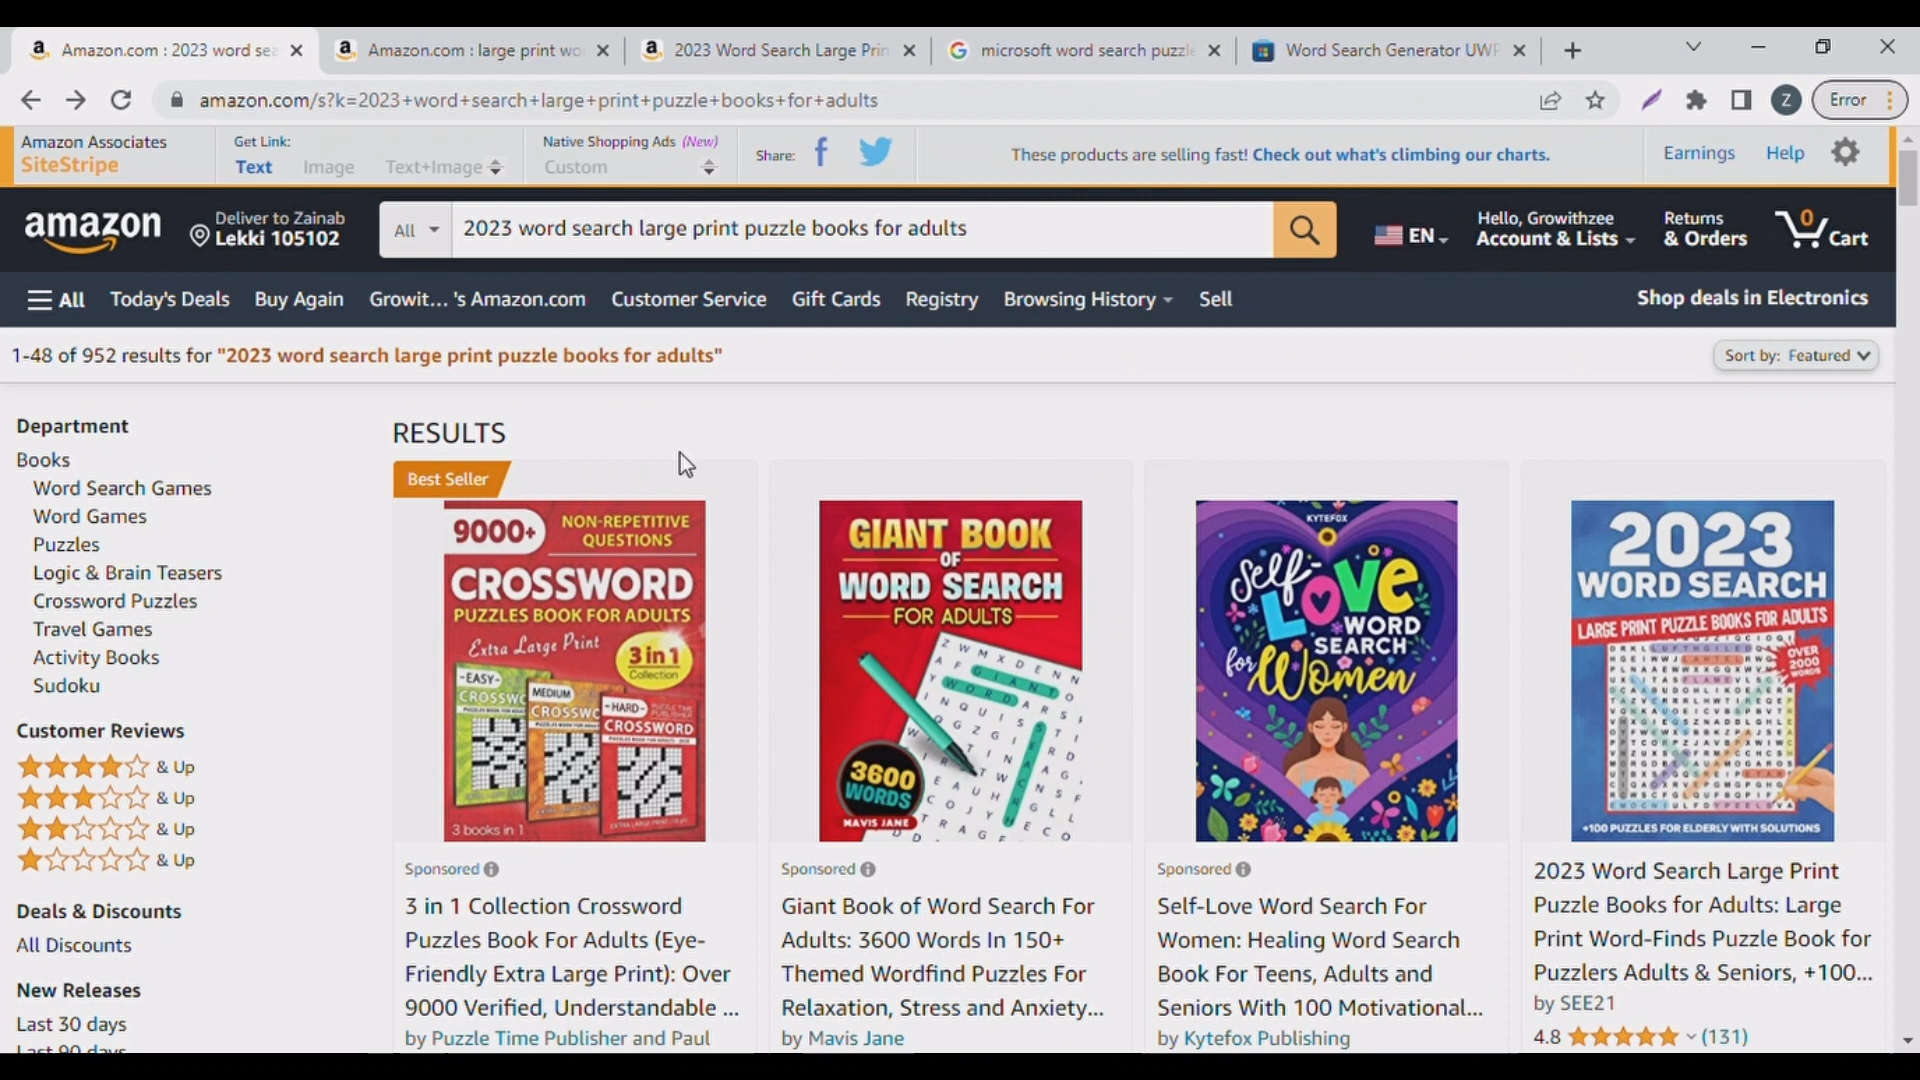 Amazon.com : 2023 word sea
Amazon.com : large print wo
2023 Word Search Large Prin
microsoft word search puzzle
Word Search Generator UWP
amazon.com/s?k=2023+word+search+large+print+puzzle+books+for+adults
Z
Error
Amazon Associates
SiteStripe
Get Link:
Text Image Text+Image
Native Shopping Ads (New)
Custom
Share:
These products are selling fast! Check out what's climbing our charts.
Earnings Help
amazon
Deliver to Zainab
Lekki 105102
All
2023 word search large print puzzle books for adults
EN
Hello, Growithzee
Account & Lists
Returns
& Orders
0
Cart
All Today's Deals Buy Again Growit... 's Amazon.com Customer Service Gift Cards Registry Browsing History Sell
Shop deals in Electronics
1-48 of 952 results for "2023 word search large print puzzle books for adults"
Sort by: Featured
Department
Books
Word Search Games
Word Games
Puzzles
Logic & Brain Teasers
Crossword Puzzles
Travel Games
Activity Books
Sudoku
Customer Reviews
& Up
& Up
& Up
& Up
Deals & Discounts
All Discounts
New Releases
Last 30 days
Last 90 days
RESULTS
Best Seller
9000+
NON-REPETITIVE
QUESTIONS
CROSSWORD
PUZZLES BOOK FOR ADULTS
Extra Large Print
3 in 1
Collection
-EASY-
MEDIUM
-HARD-
CROSSWORD
3 books in 1
Sponsored
3 in 1 Collection Crossword
Puzzles Book For Adults (Eye-
Friendly Extra Large Print): Over
9000 Verified, Understandable ...
by Puzzle Time Publisher and Paul
GIANT BOOK
OF
WORD SEARCH
FOR ADULTS
3600
WORDS
MAVIS JANE
Sponsored
Giant Book of Word Search For
Adults: 3600 Words In 150+
Themed Wordfind Puzzles For
Relaxation, Stress and Anxiety...
by Mavis Jane
KYTEFOX
Self-
LOVE
WORD
SEARCH
for Women
Sponsored
Self-Love Word Search For
Women: Healing Word Search
Book For Teens, Adults and
Seniors With 100 Motivational...
by Kytefox Publishing
2023
WORD SEARCH
LARGE PRINT PUZZLE BOOKS FOR ADULTS
OVER
2000
WORDS
+100 PUZZLES FOR ELDERLY WITH SOLUTIONS
2023 Word Search Large Print
Puzzle Books for Adults: Large
Print Word-Finds Puzzle Book for
Puzzlers Adults & Seniors, +100...
by SEE21
4.8 (131)